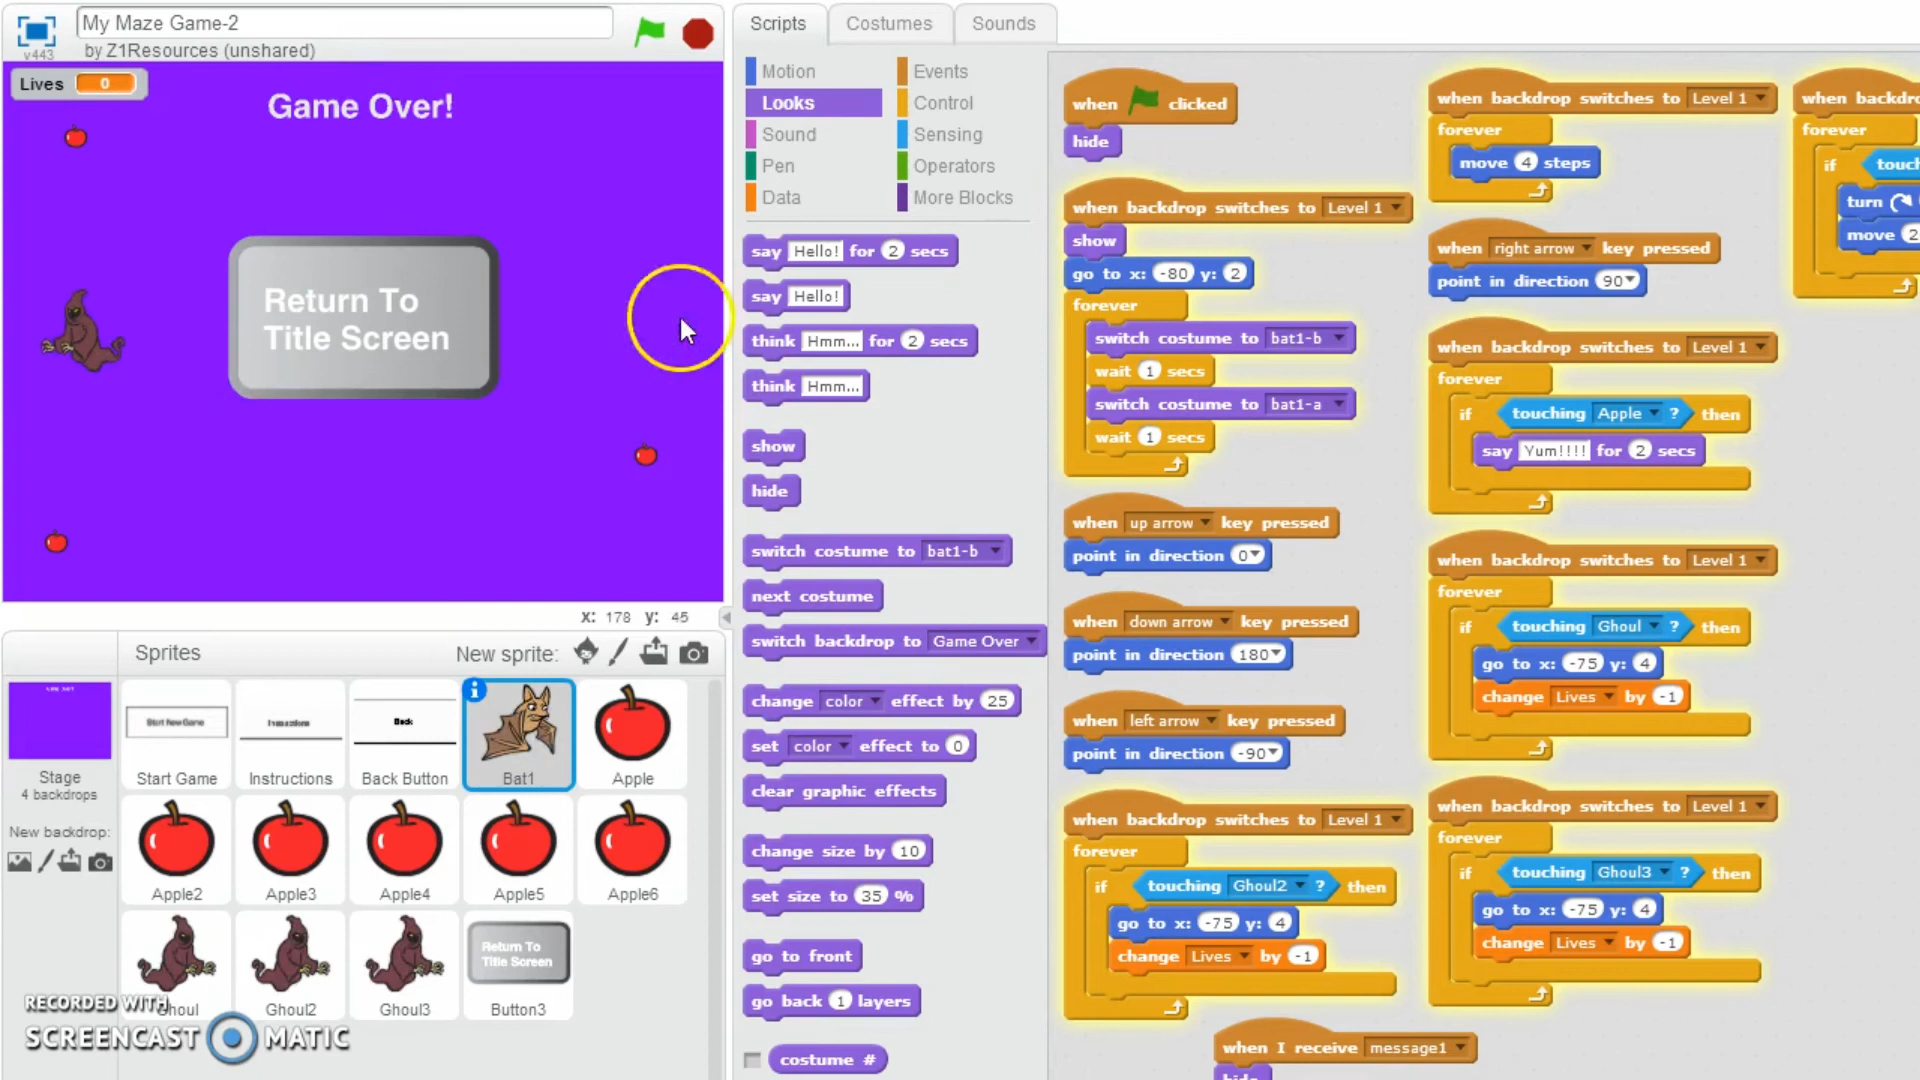 My Maze Game-2
by Z1Resources (unshared)
v443
Lives 0
Game Over!
Return To
Title Screen
x: 178 y: 45
Sprites
New sprite:
Stage
4 backdrops
New backdrop:
Start New Game
Instructions
Back
Start Game
Instructions
Back Button
Bat1
Apple
Apple2
Apple3
Apple4
Apple5
Apple6
Return To
Title Screen
Ghoul
Ghoul2
Ghoul3
Button3
RECORDED WITH
SCREENCAST MATIC
Scripts
Costumes
Sounds
Motion
Looks
Sound
Pen
Data
Events
Control
Sensing
Operators
More Blocks
say Hello! for 2 secs
say Hello!
think Hmm... for 2 secs
think Hmm...
show
hide
switch costume to bat1-b
next costume
switch backdrop to Game Over
change color effect by 25
set color effect to 0
clear graphic effects
change size by 10
set size to 35 %
go to front
go back 1 layers
costume #
when clicked
hide
when backdrop switches to Level 1
show
go to x: -80 y: 2
forever
switch costume to bat1-b
wait 1 secs
switch costume to bat1-a
wait 1 secs
when up arrow key pressed
point in direction 0
when down arrow key pressed
point in direction 180
when left arrow key pressed
point in direction -90
when backdrop switches to Level 1
forever
if touching Ghoul2 ? then
go to x: -75 y: 4
change Lives by -1
when I receive message1
hide
when backdrop switches to Level 1
forever
move 4 steps
when right arrow key pressed
point in direction 90
when backdrop switches to Level 1
forever
if touching Apple ? then
say Yum!!!! for 2 secs
when backdrop switches to Level 1
forever
if touching Ghoul ? then
go to x: -75 y: 4
change Lives by -1
when backdrop switches to Level 1
forever
if touching Ghoul3 ? then
go to x: -75 y: 4
change Lives by -1
when backdro
forever
if touch
turn
move 2